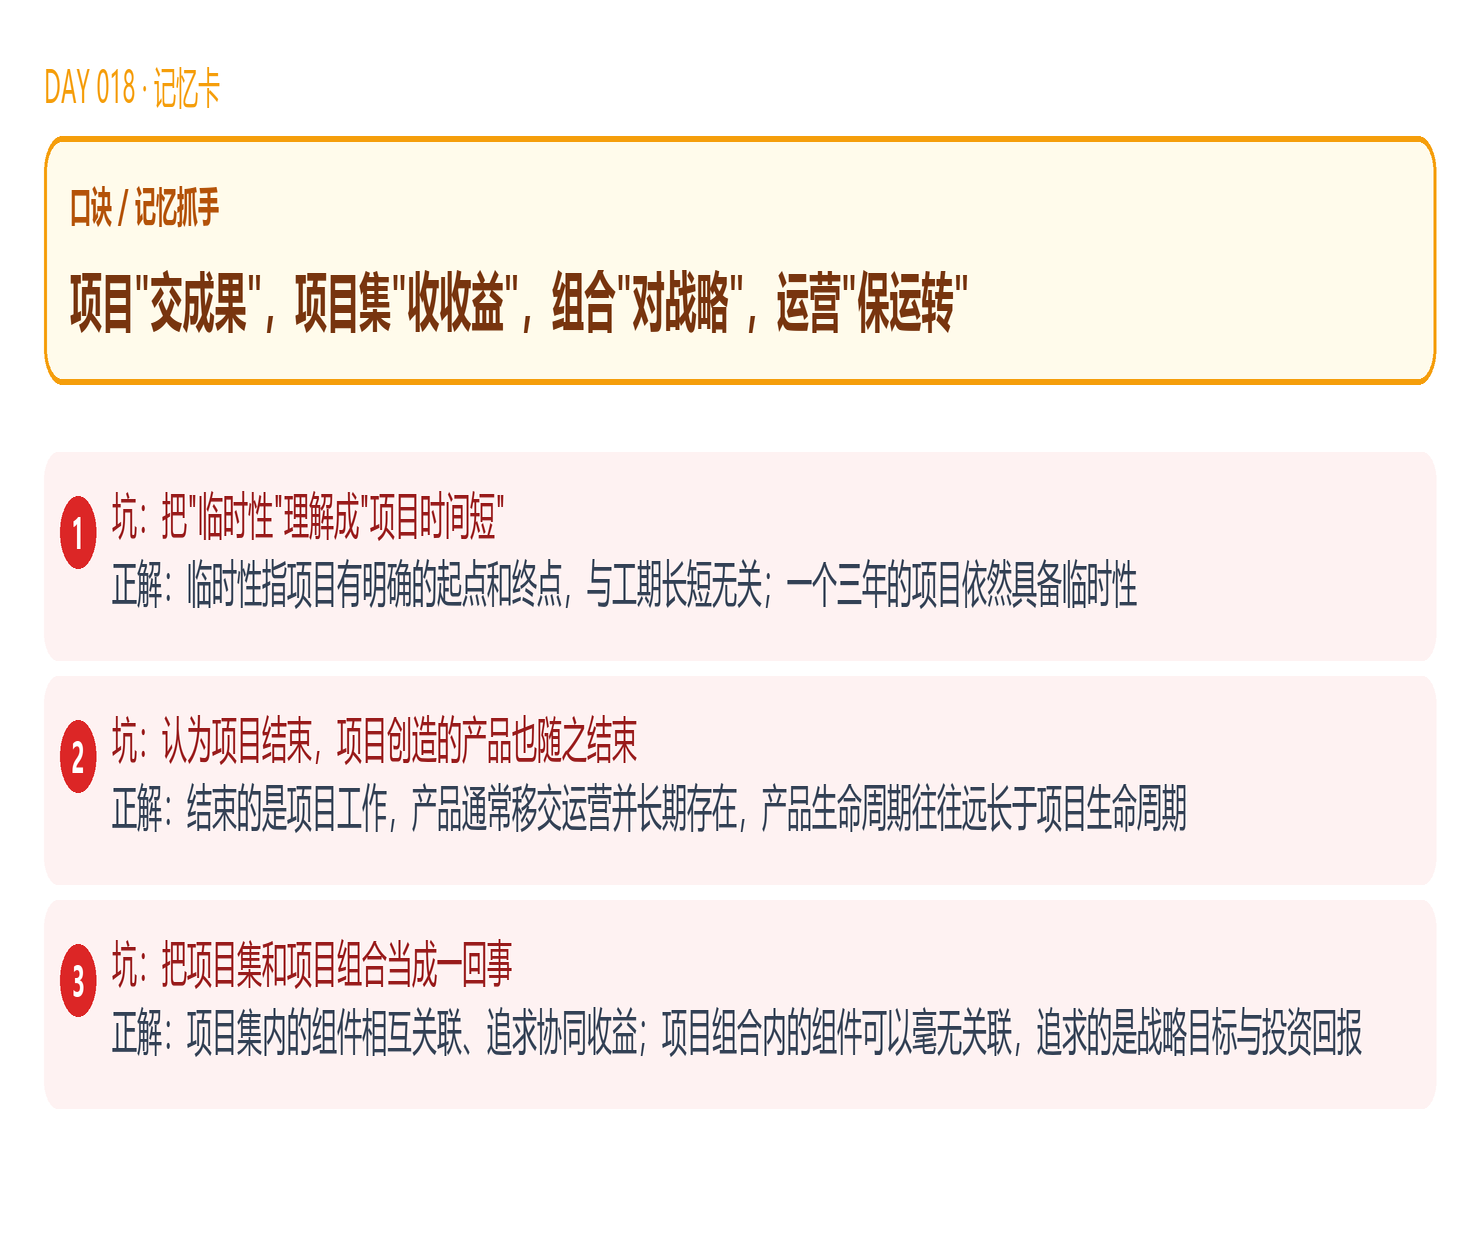 DAY 018 · 记忆卡
口诀 / 记忆抓手
项目"交成果"，项目集"收收益"，组合"对战略"，运营"保运转"
1
坑：把"临时性"理解成"项目时间短"
正解：临时性指项目有明确的起点和终点，与工期长短无关；一个三年的项目依然具备临时性
2
坑：认为项目结束，项目创造的产品也随之结束
正解：结束的是项目工作，产品通常移交运营并长期存在，产品生命周期往往远长于项目生命周期
3
坑：把项目集和项目组合当成一回事
正解：项目集内的组件相互关联、追求协同收益；项目组合内的组件可以毫无关联，追求的是战略目标与投资回报